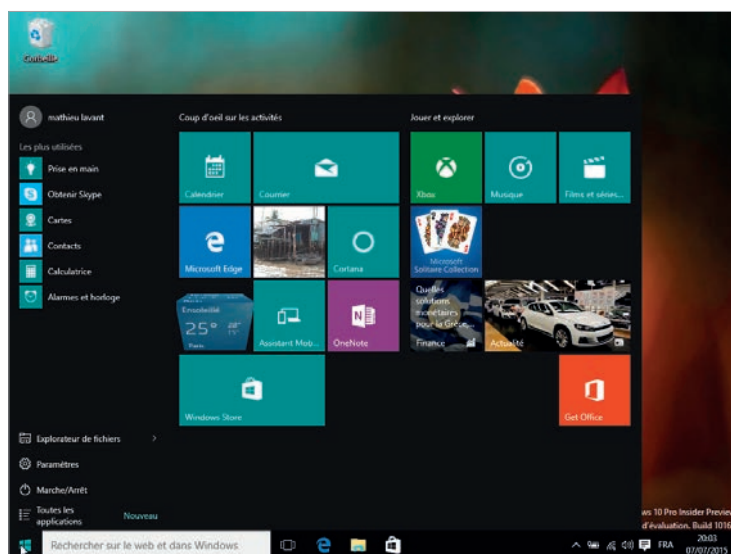 Corbeille
mathieu lavant
Les plus utilisées
Prise en main
Obtenir Skype
Cartes
Contacts
Calculatrice
Alarmes et horloge
Explorateur de fichiers
Paramètres
Marche/Arrêt
Toutes les
applications
Nouveau
Coup d'oeil sur les activités
Calendrier
Courrier
Microsoft Edge
Cortana
Ensoleillé
25°
Paris
Assistant Mob...
OneNote
Windows Store
Jouer et explorer
Xbox
Musique
Films et séries...
Microsoft
Solitaire Collection
Quelles
solutions
monétaires
pour la Grèce,...
Finance
Actualité
Get Office
ws 10 Pro Insider Preview
d'évaluation. Build 1016
Rechercher sur le web et dans Windows
FRA
20:03
07/07/2015